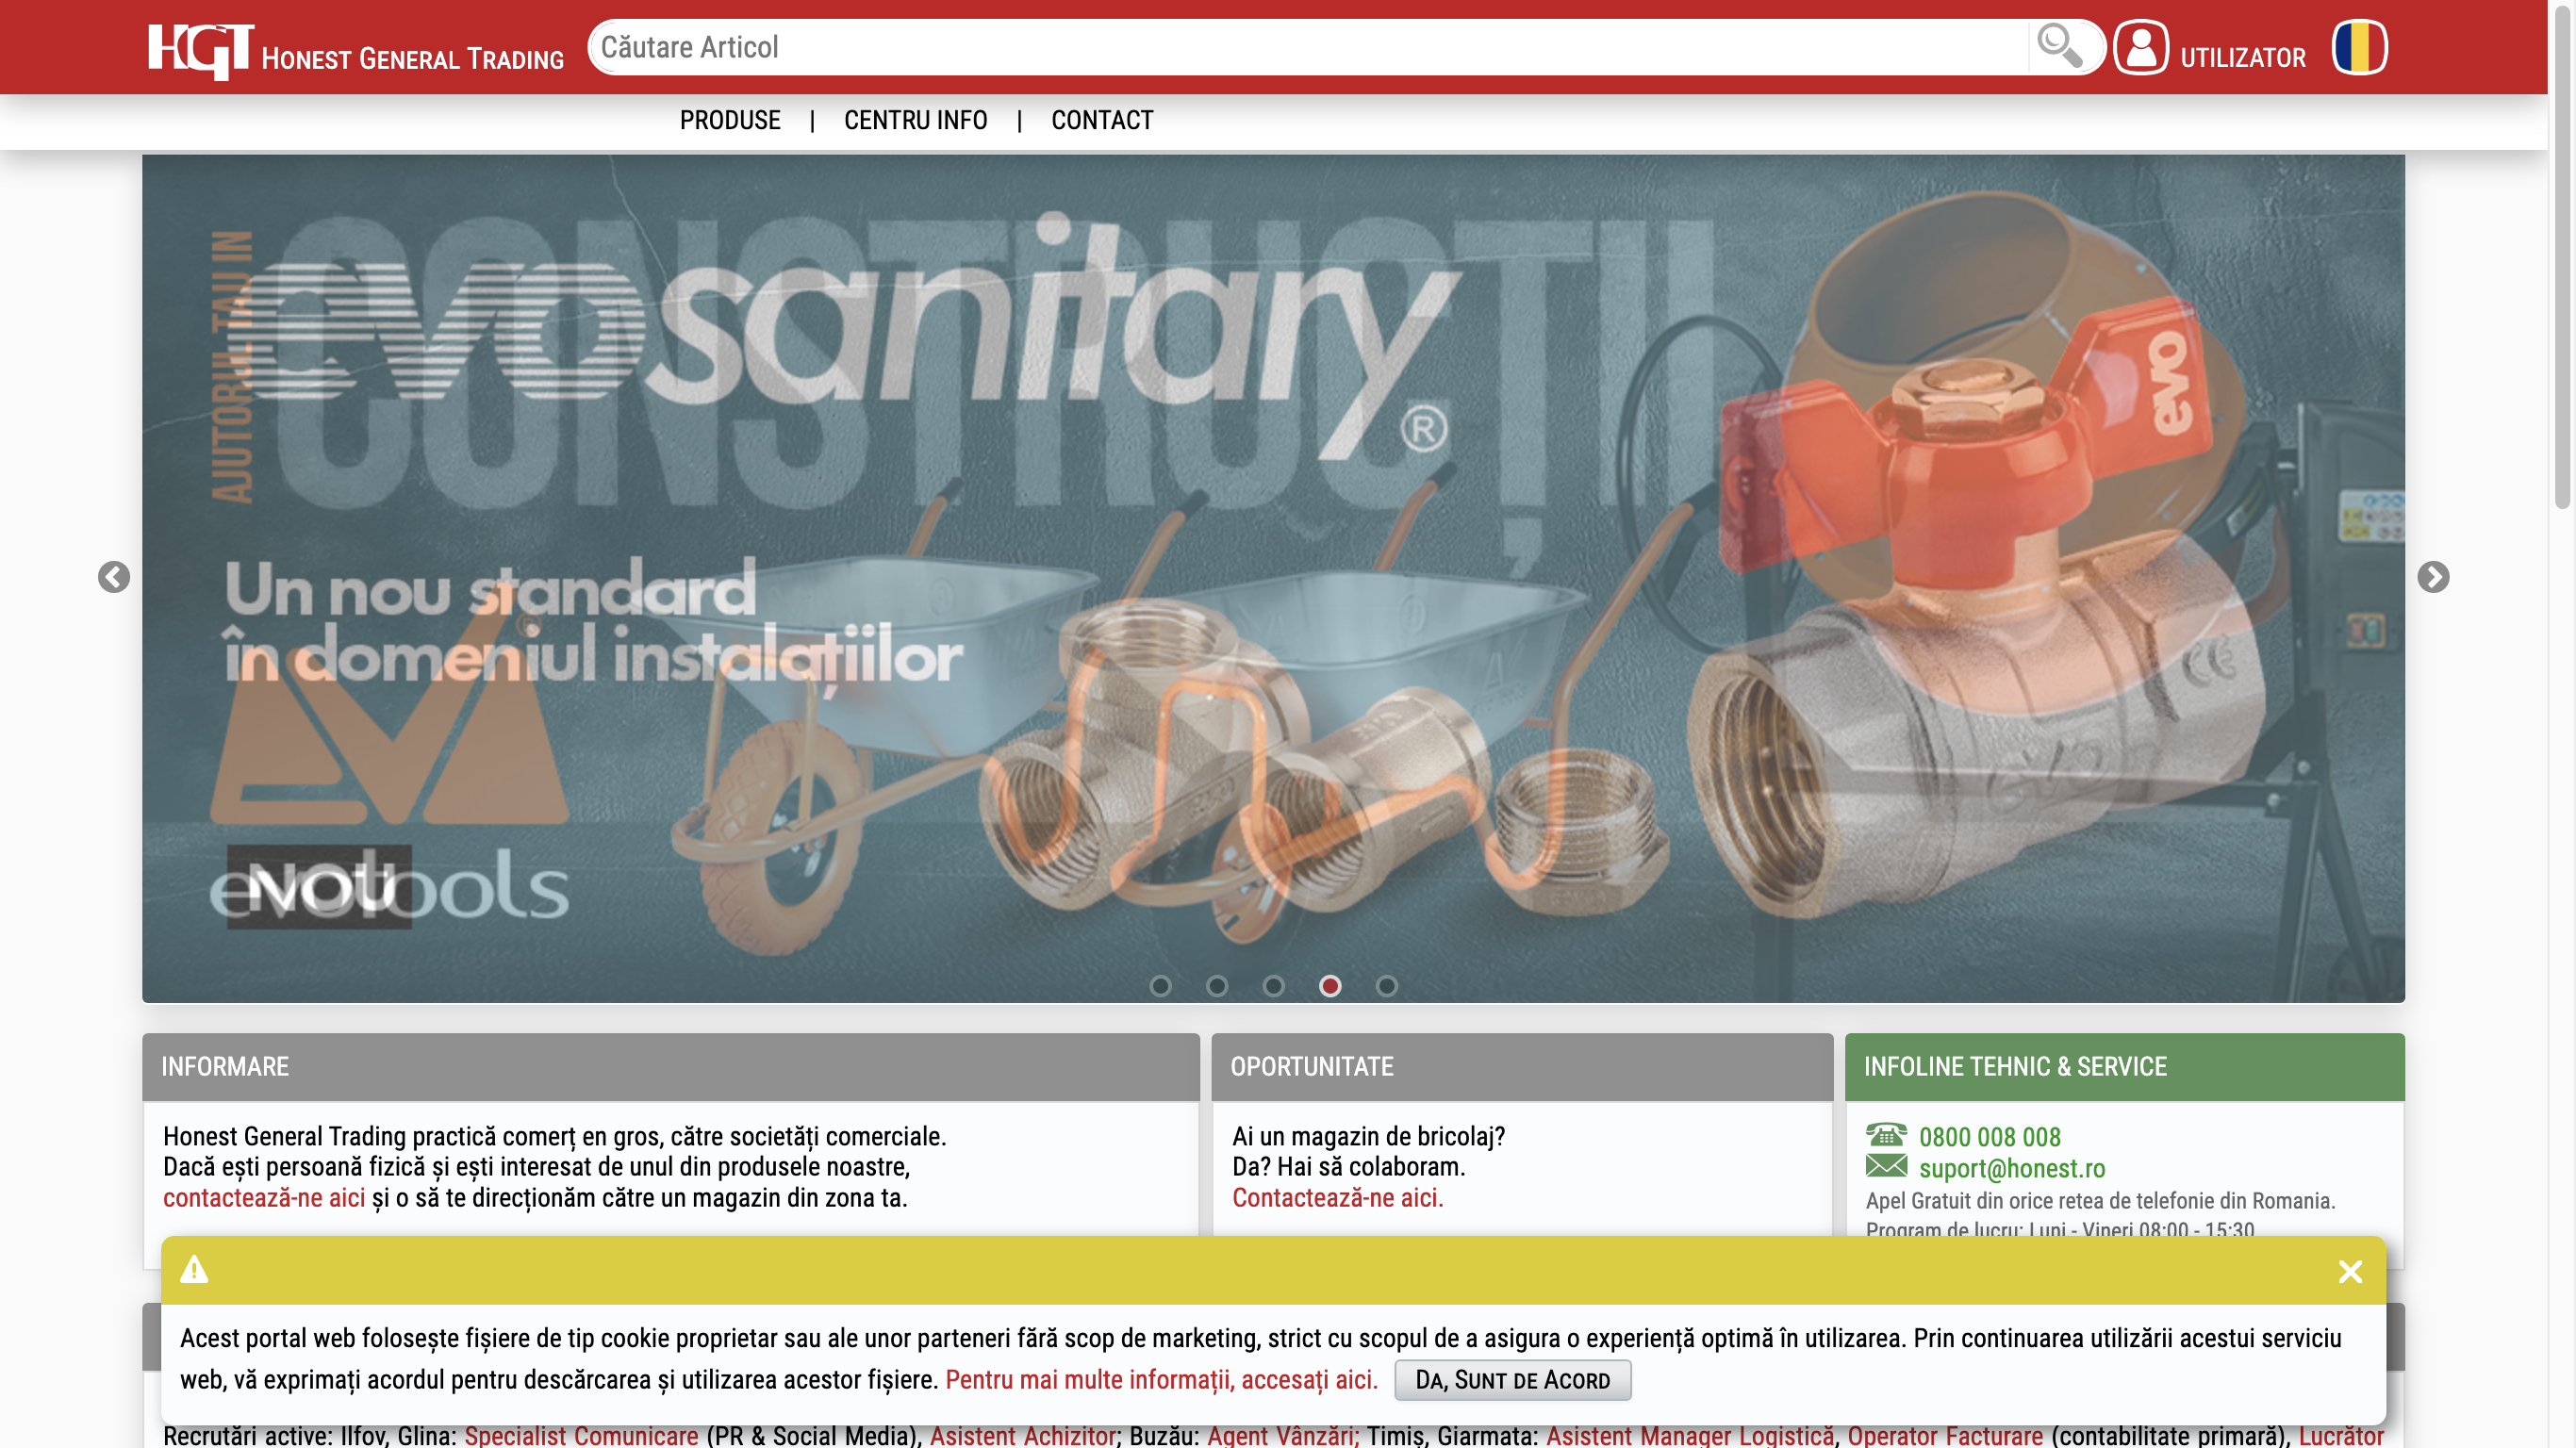 HGT HONEST GENERAL TRADING
Căutare Articol
UTILIZATOR
PRODUSE | CENTRU INFO | CONTACT
AJUTORUL TAU IN
CONSTRUCȚII
evosanitary®
evo
Un nou standard
în domeniul instalațiilor
CE
NOU
evotools
INFORMARE
Honest General Trading practică comerț en gros, către societăți comerciale.
Dacă ești persoană fizică și ești interesat de unul din produsele noastre,
contactează-ne aici și o să te direcționăm către un magazin din zona ta.
OPORTUNITATE
Ai un magazin de bricolaj?
Da? Hai să colaboram.
Contactează-ne aici.
INFOLINE TEHNIC & SERVICE
0800 008 008
suport@honest.ro
Apel Gratuit din orice retea de telefonie din Romania.
Program de lucru: Luni - Vineri 08:00 - 15:30
Acest portal web folosește fișiere de tip cookie proprietar sau ale unor parteneri fără scop de marketing, strict cu scopul de a asigura o experiență optimă în utilizarea. Prin continuarea utilizării acestui serviciu
web, vă exprimați acordul pentru descărcarea și utilizarea acestor fișiere. Pentru mai multe informații, accesați aici. DA, SUNT DE ACORD
Recrutări active: Ilfov, Glina: Specialist Comunicare (PR & Social Media), Asistent Achizitor; Buzău: Agent Vânzări; Timiș, Giarmata: Asistent Manager Logistică, Operator Facturare (contabilitate primară), Lucrător